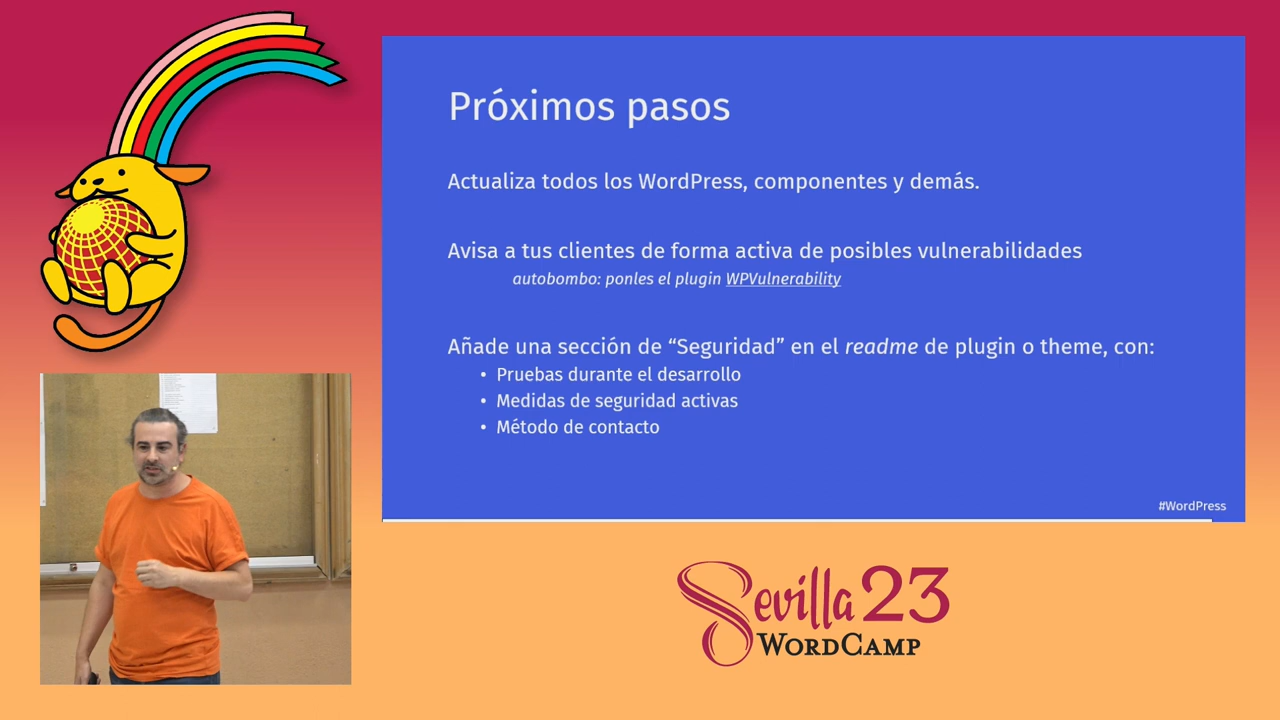 Próximos pasos
Actualiza todos los WordPress, componentes y demás.
Avisa a tus clientes de forma activa de posibles vulnerabilidades
autobombo: ponles el plugin WPVulnerability
Añade una sección de “Seguridad” en el readme de plugin o theme, con:
• Pruebas durante el desarrollo
• Medidas de seguridad activas
• Método de contacto
#WordPress
Sevilla 23
WORDCAMP